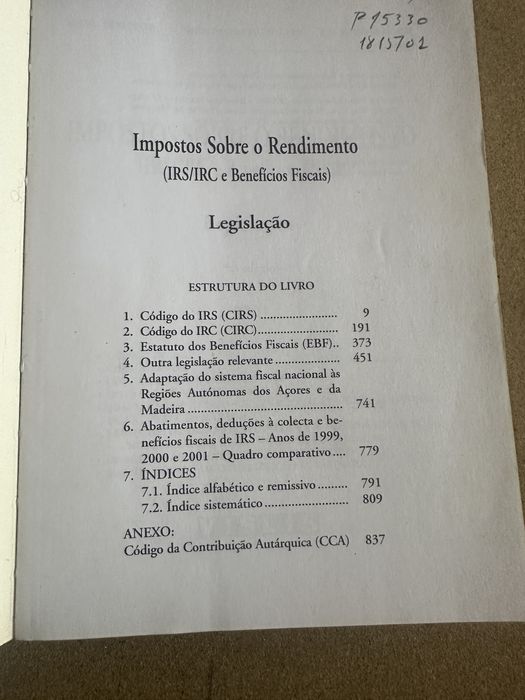 P 15330
18/5/02
Impostos Sobre o Rendimento
(IRS/IRC e Benefícios Fiscais)
Legislação
ESTRUTURA DO LIVRO
1. Código do IRS (CIRS) ........................ 9
2. Código do IRC (CIRC)......................... 191
3. Estatuto dos Benefícios Fiscais (EBF).. 373
4. Outra legislação relevante .................... 451
5. Adaptação do sistema fiscal nacional às
Regiões Autónomas dos Açores e da
Madeira ................................................ 741
6. Abatimentos, deduções à colecta e be-
nefícios fiscais de IRS – Anos de 1999,
2000 e 2001 – Quadro comparativo.... 779
7. ÍNDICES
7.1. Índice alfabético e remissivo......... 791
7.2. Índice sistemático .......................... 809
ANEXO:
Código da Contribuição Autárquica (CCA) 837